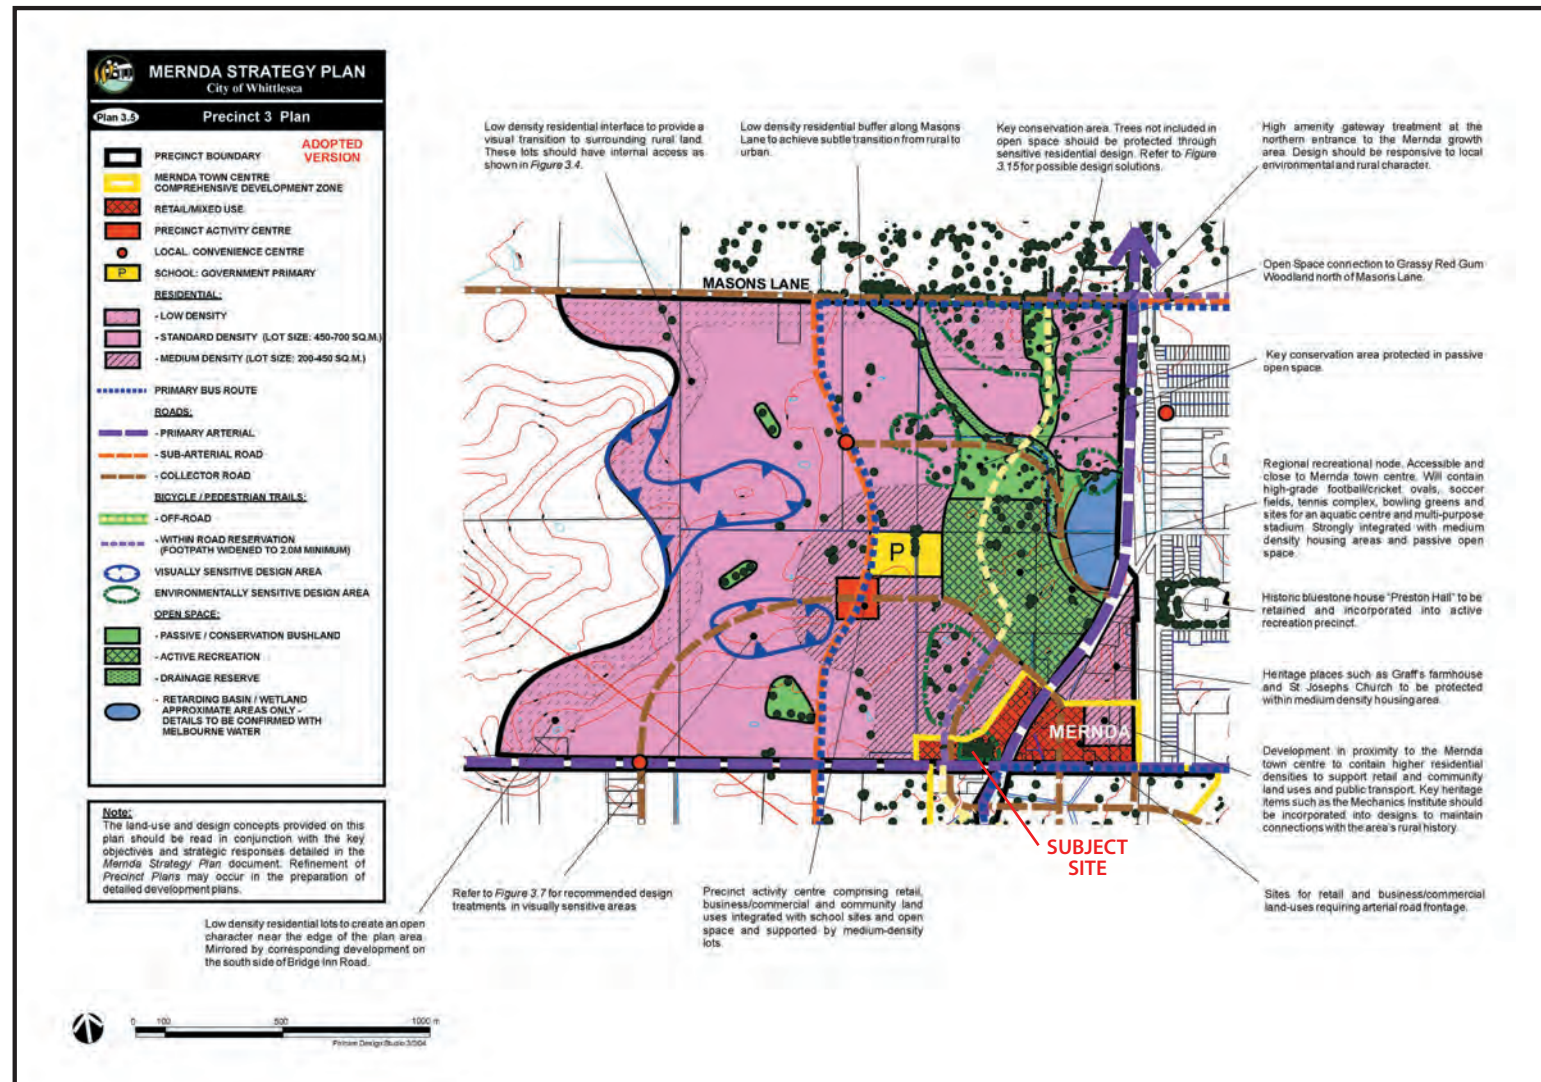 MERNDA STRATEGY PLAN
City of Whittlesea
Plan 3.5
Precinct 3 Plan
ADOPTED
VERSION
PRECINCT BOUNDARY
MERNDA TOWN CENTRE
COMPREHENSIVE DEVELOPMENT ZONE
RETAIL/MIXED USE
PRECINCT ACTIVITY CENTRE
LOCAL CONVENIENCE CENTRE
P
SCHOOL: GOVERNMENT PRIMARY
RESIDENTIAL:
- LOW DENSITY
- STANDARD DENSITY (LOT SIZE: 450-700 SQ.M.)
- MEDIUM DENSITY (LOT SIZE: 200-450 SQ.M.)
PRIMARY BUS ROUTE
ROADS:
- PRIMARY ARTERIAL
- SUB-ARTERIAL ROAD
- COLLECTOR ROAD
BICYCLE / PEDESTRIAN TRAILS:
- OFF-ROAD
- WITHIN ROAD RESERVATION
(FOOTPATH WIDENED TO 2.0M MINIMUM)
VISUALLY SENSITIVE DESIGN AREA
ENVIRONMENTALLY SENSITIVE DESIGN AREA
OPEN SPACE:
- PASSIVE / CONSERVATION BUSHLAND
- ACTIVE RECREATION
- DRAINAGE RESERVE
- RETARDING BASIN / WETLAND
APPROXIMATE AREAS ONLY -
DETAILS TO BE CONFIRMED WITH
MELBOURNE WATER
Note:
The land-use and design concepts provided on this
plan should be read in conjunction with the key
objectives and strategic responses detailed in the
Mernda Strategy Plan document. Refinement of
Precinct Plans may occur in the preparation of
detailed development plans.
Low density residential interface to provide a
visual transition to surrounding rural land.
These lots should have internal access as
shown in Figure 3.4.
Low density residential buffer along Masons
Lane to achieve subtle transition from rural to
urban.
Key conservation area. Trees not included in
open space should be protected through
sensitive residential design. Refer to Figure
3.15 for possible design solutions.
High amenity gateway treatment at the
northern entrance to the Mernda growth
area. Design should be responsive to local
environmental and rural character.
Open Space connection to Grassy Red Gum
Woodland north of Masons Lane.
Key conservation area protected in passive
open space.
Regional recreational node. Accessible and
close to Mernda town centre. Will contain
high-grade football/cricket ovals, soccer
fields, tennis complex, bowling greens and
sites for an aquatic centre and multi-purpose
stadium. Strongly integrated with medium
density housing areas and passive open
space.
Historic bluestone house "Preston Hall" to be
retained and incorporated into active
recreation precinct.
Heritage places such as Graff's farmhouse
and St Josephs Church to be protected
within medium density housing area.
Development in proximity to the Mernda
town centre to contain higher residential
densities to support retail and community
land uses and public transport. Key heritage
items such as the Mechanics Institute should
be incorporated into designs to maintain
connections with the area's rural history.
Sites for retail and business/commercial
land-uses requiring arterial road frontage.
MASONS LANE
P
MERNDA
SUBJECT
SITE
Refer to Figure 3.7 for recommended design
treatments in visually sensitive areas
Precinct activity centre comprising retail,
business/commercial and community land
uses integrated with school sites and open
space and supported by medium-density
lots.
Low density residential lots to create an open
character near the edge of the plan area.
Mirrored by corresponding development on
the south side of Bridge Inn Road.
0 100 500 1000 m
Design Studio